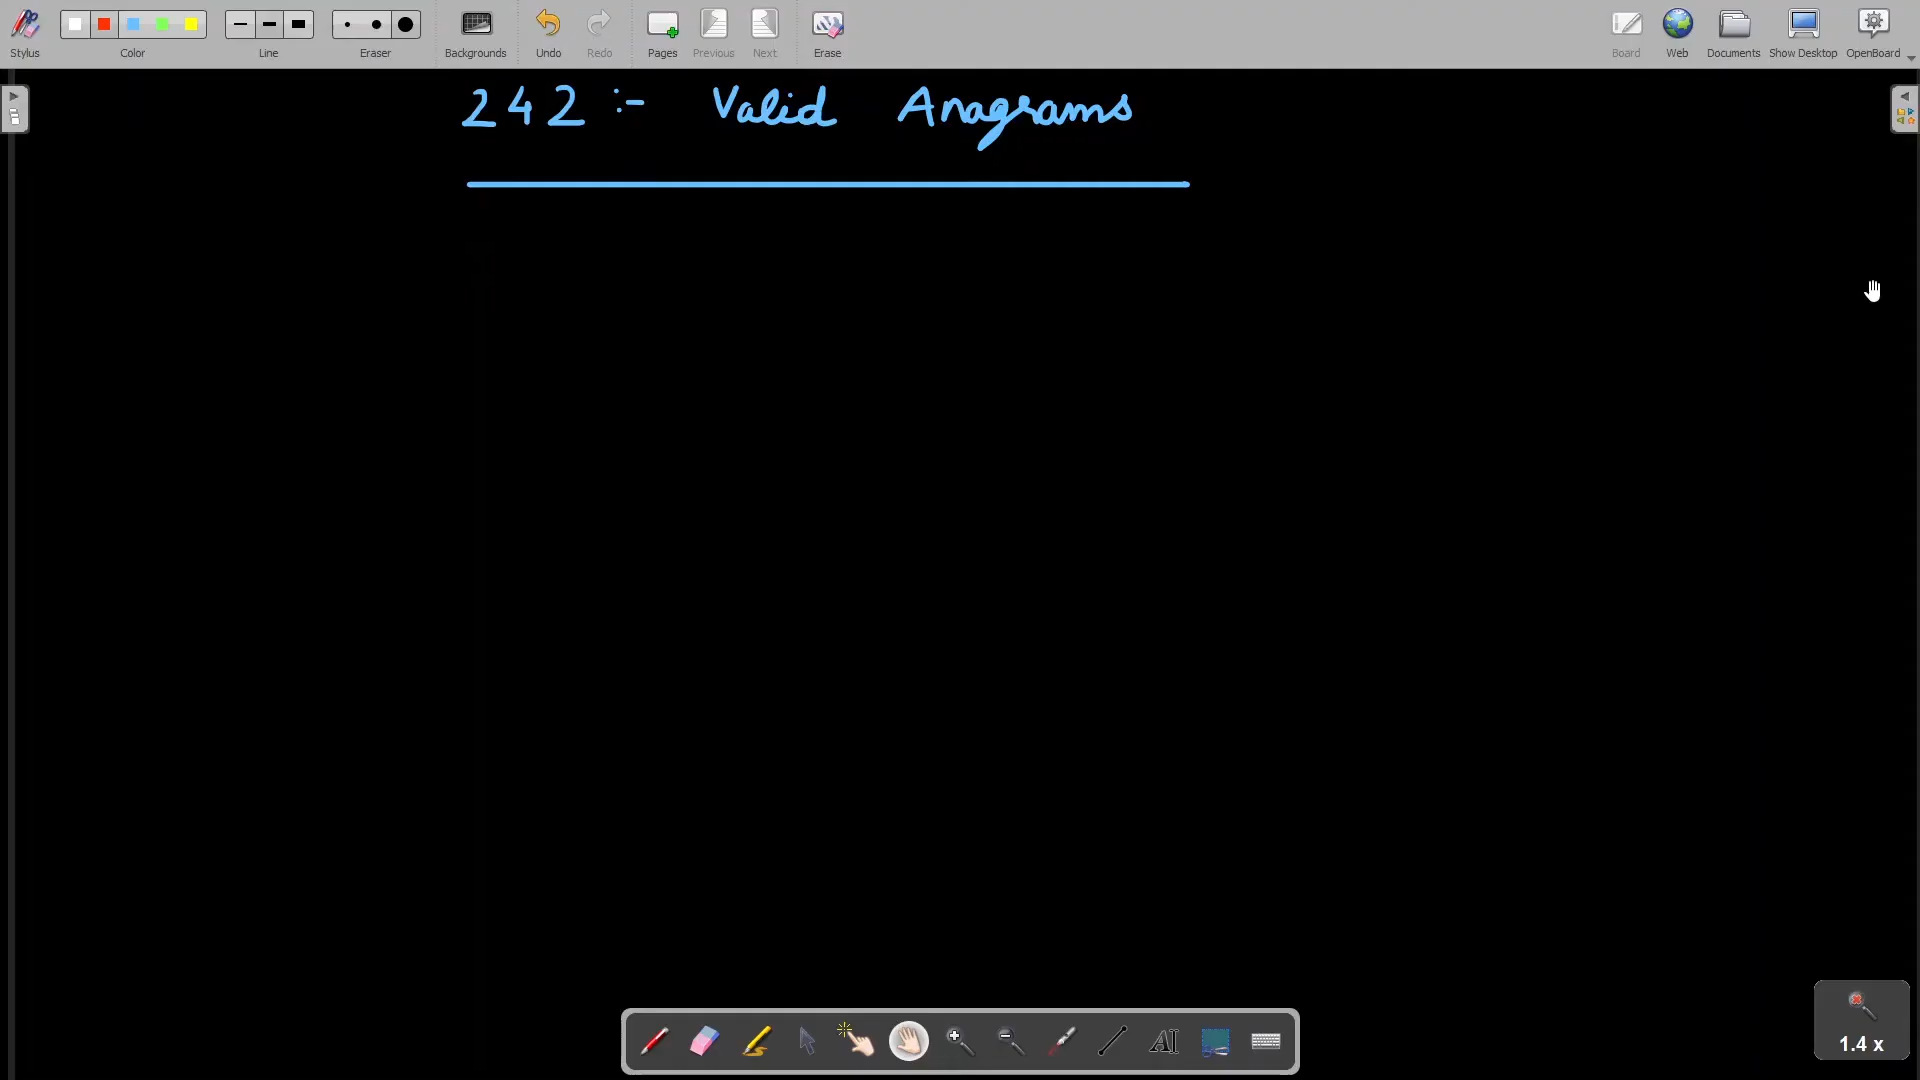 Stylus Color Line Eraser Backgrounds Undo Redo Pages Previous Next Erase Board Web Documents Show Desktop OpenBoard
242 :- Valid Anagrams
AI
1.4 x